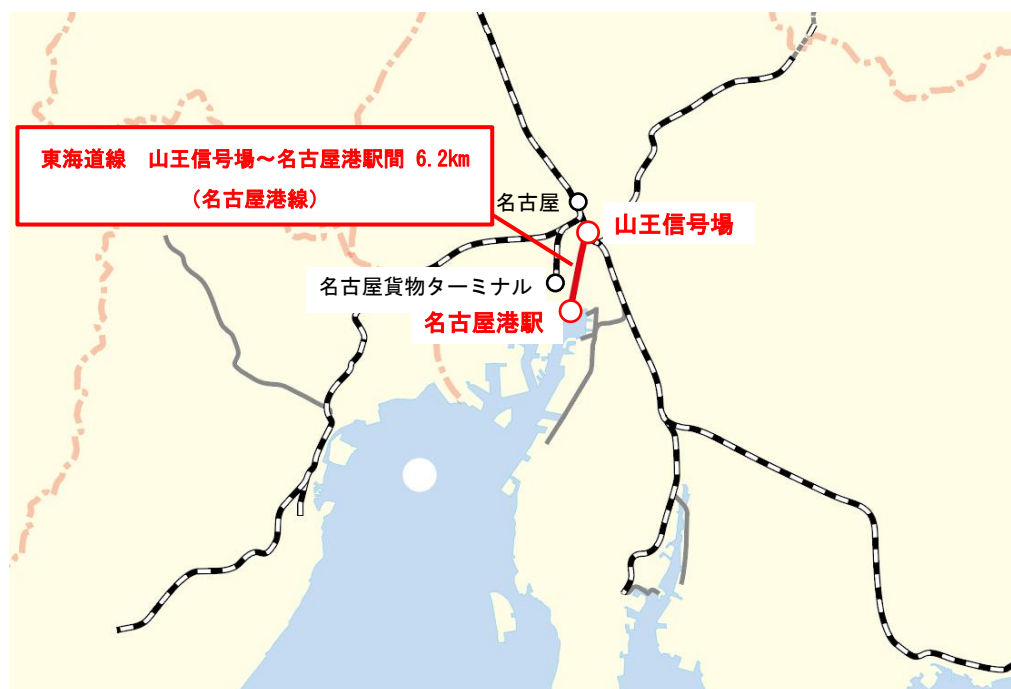 東海道線　山王信号場～名古屋港駅間 6.2km
（名古屋港線）
名古屋
山王信号場
名古屋貨物ターミナル
名古屋港駅